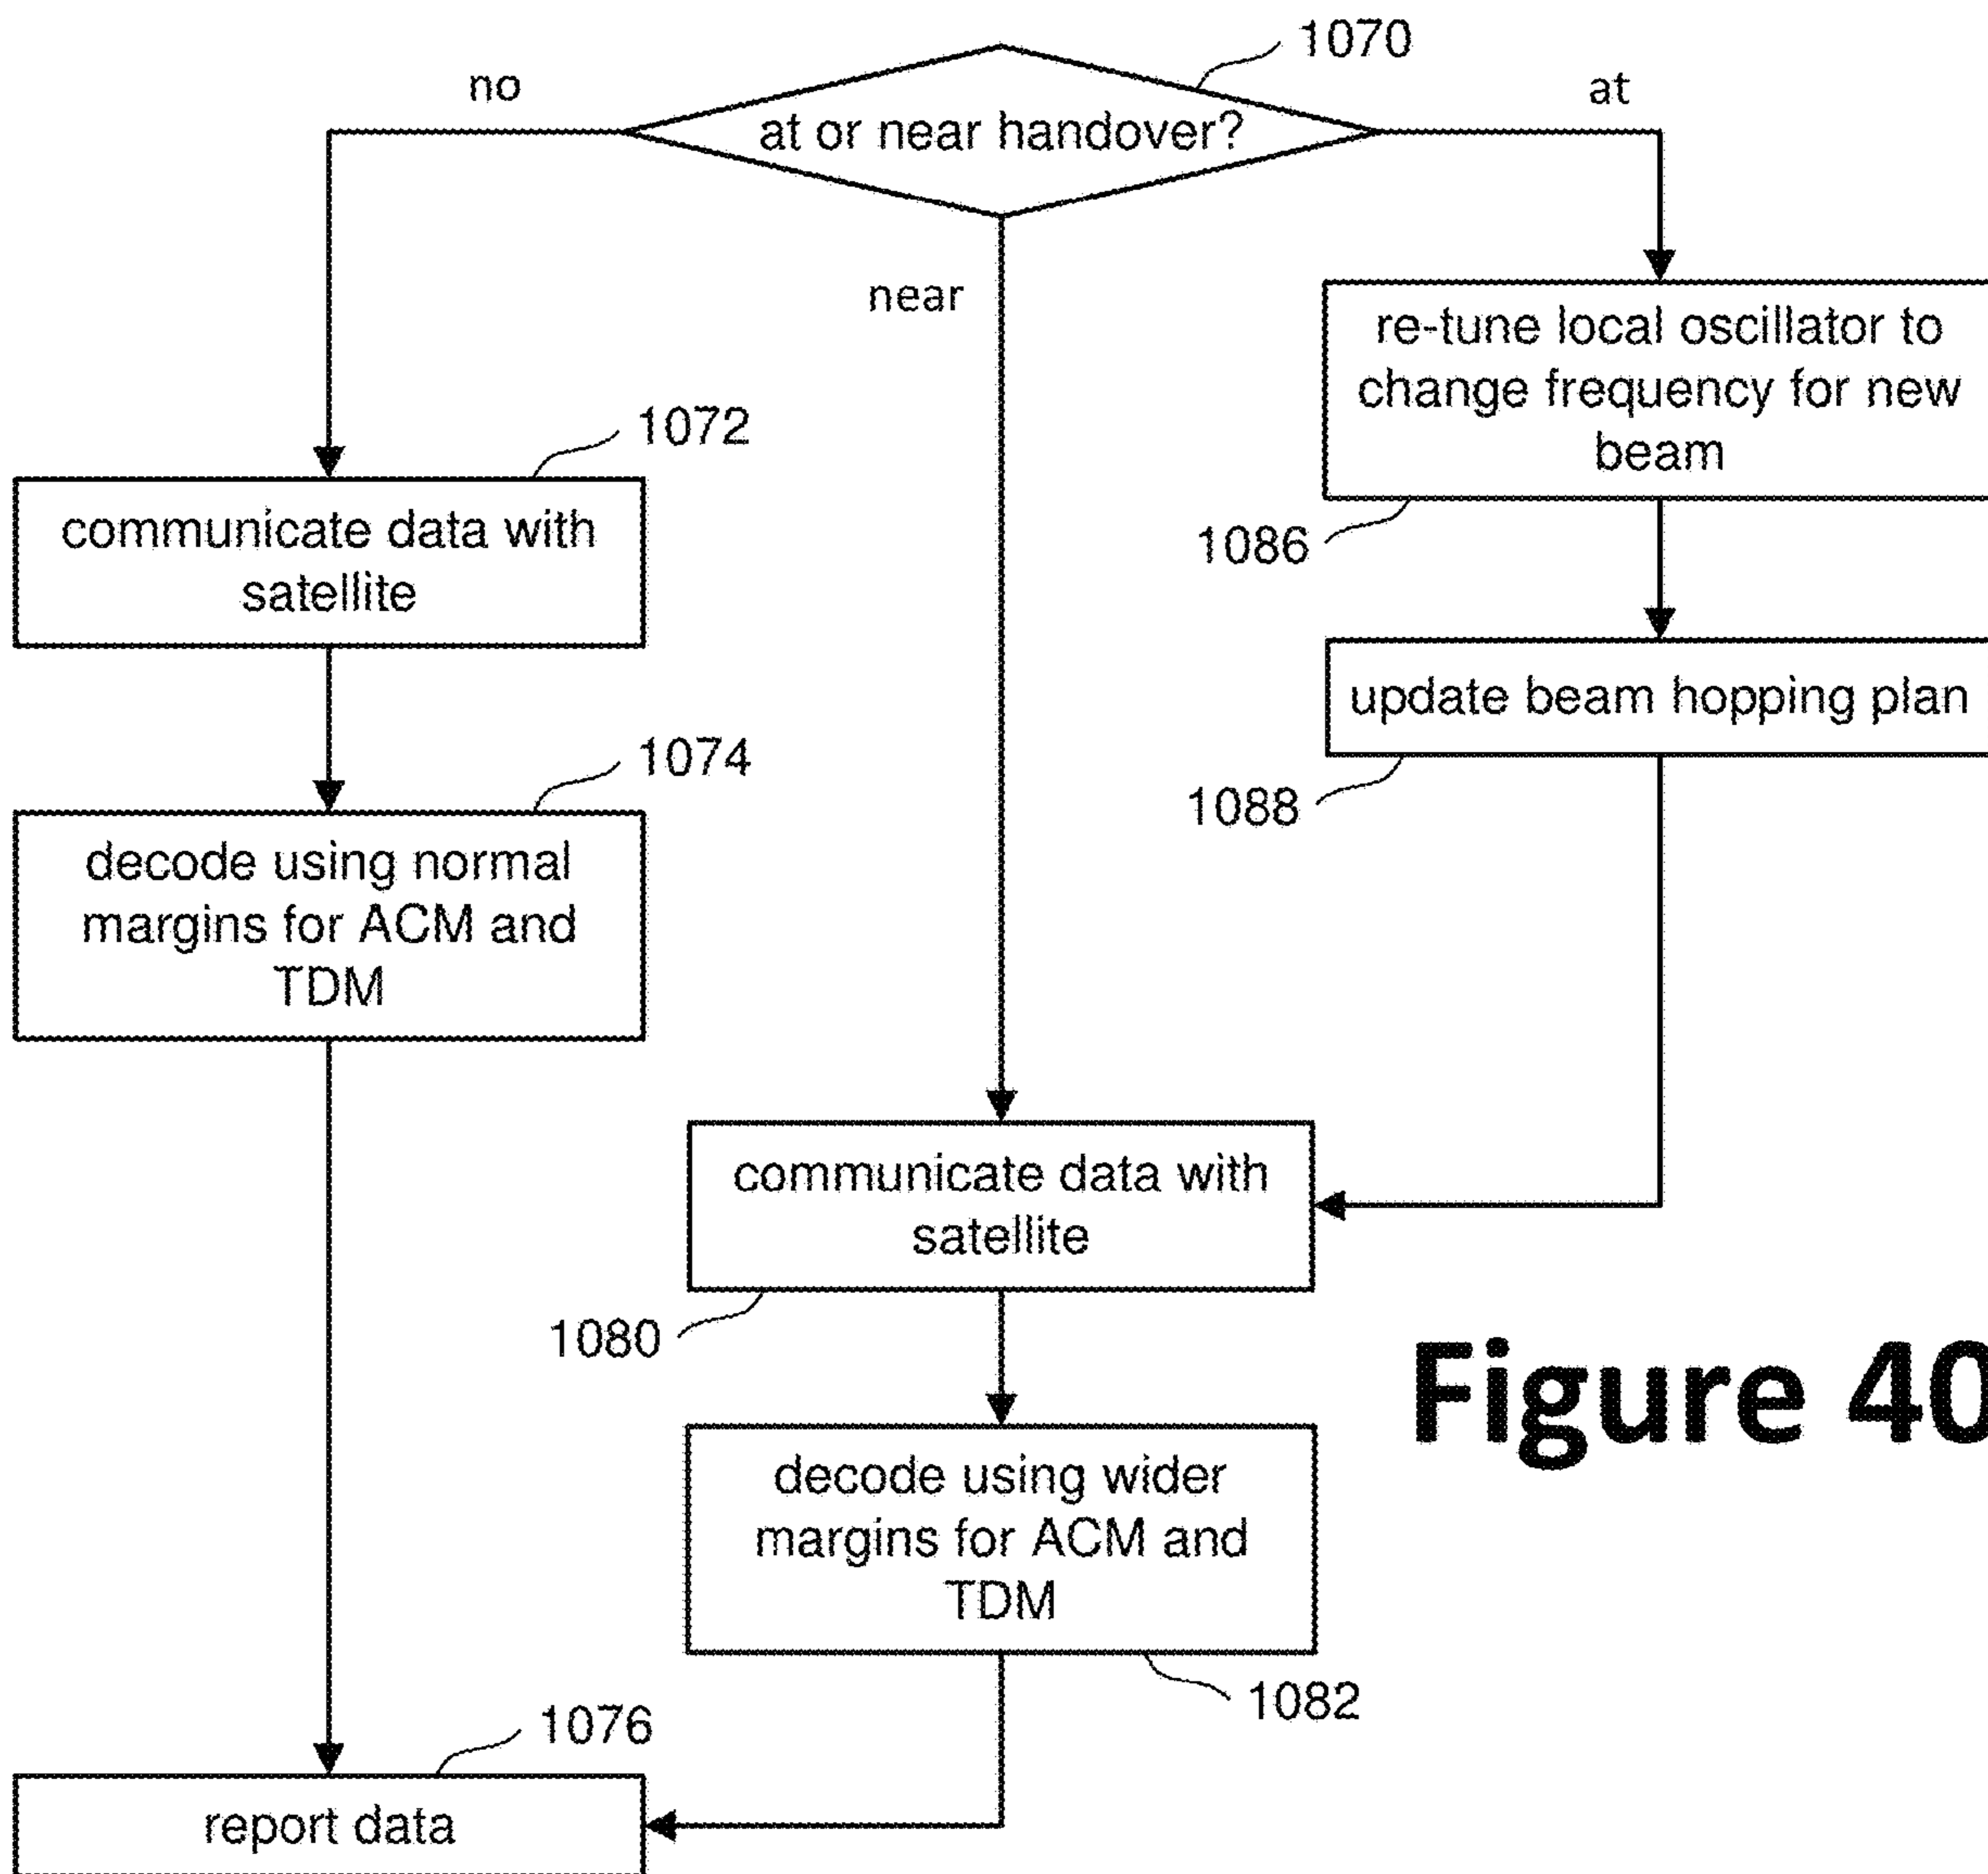 1070
no
at
at or near handover?
near
re-tune local oscillator to
change frequency for new
beam
1072
1086
communicate data with
satellite
update beam hopping plan
1074
1088
decode using normal
margins for ACM and
TDM
communicate data with
satellite
1080
Figure 40
decode using wider
margins for ACM and
TDM
1082
1076
report data